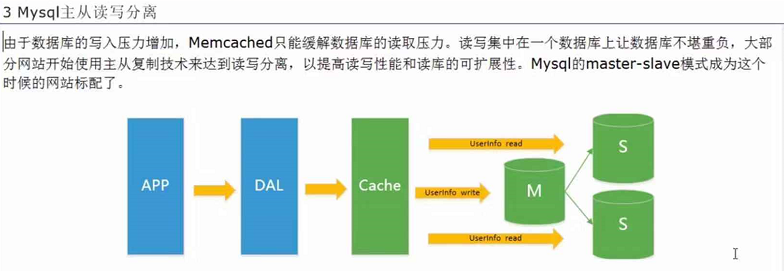 3 Mysql主从读写分离
由于数据库的写入压力增加，Memcached只能缓解数据库的读取压力。读写集中在一个数据库上让数据库不堪重负，大部
分网站开始使用主从复制技术来达到读写分离，以提高读写性能和读库的可扩展性。Mysql的master-slave模式成为这个
时候的网站标配了。
UserInfo read
S
APP
DAL
Cache
UserInfo write
M
UserInfo read
S